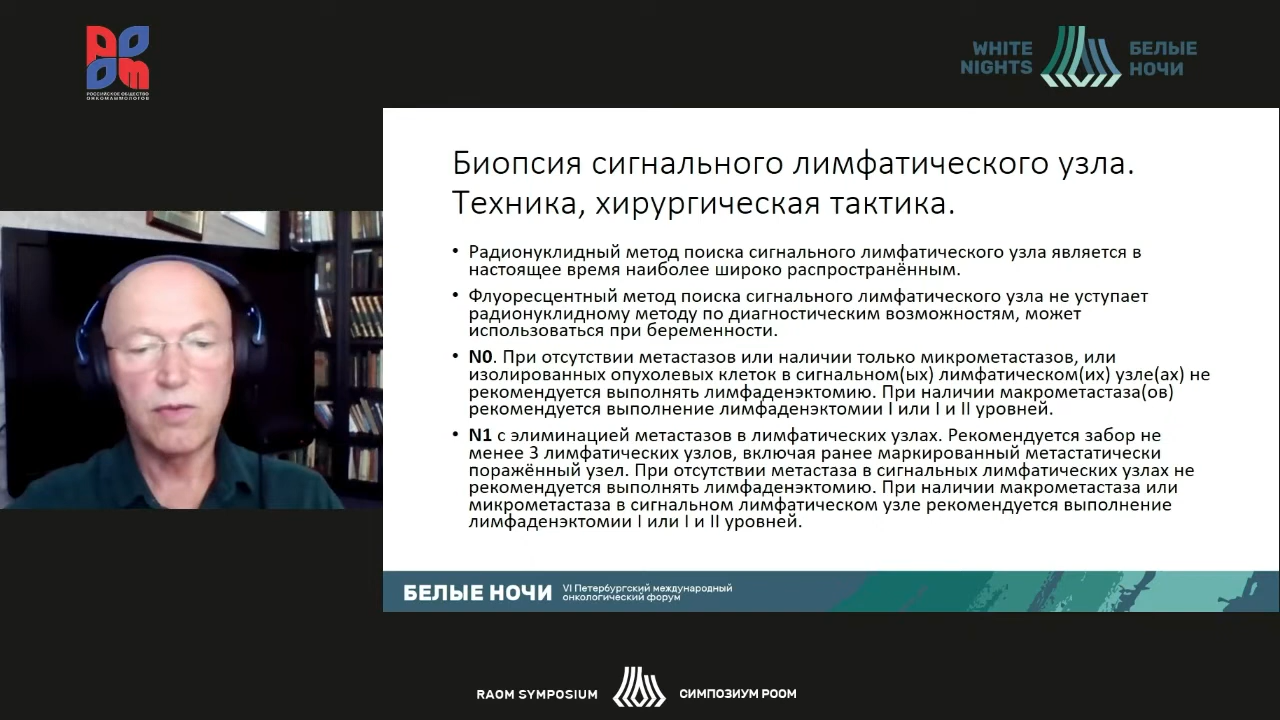 РОССИЙСКОЕ ОБЩЕСТВО
ОНКОМАММОЛОГОВ
WHITE
NIGHTS
БЕЛЫЕ
НОЧИ
Биопсия сигнального лимфатического узла.
Техника, хирургическая тактика.
• Радионуклидный метод поиска сигнального лимфатического узла является в
настоящее время наиболее широко распространённым.
• Флуоресцентный метод поиска сигнального лимфатического узла не уступает
радионуклидному методу по диагностическим возможностям, может
использоваться при беременности.
• N0. При отсутствии метастазов или наличии только микрометастазов, или
изолированных опухолевых клеток в сигнальном(ых) лимфатическом(их) узле(ах) не
рекомендуется выполнять лимфаденэктомию. При наличии макрометастаза(ов)
рекомендуется выполнение лимфаденэктомии I или I и II уровней.
• N1 с элиминацией метастазов в лимфатических узлах. Рекомендуется забор не
менее 3 лимфатических узлов, включая ранее маркированный метастатически
поражённый узел. При отсутствии метастаза в сигнальных лимфатических узлах не
рекомендуется выполнять лимфаденэктомию. При наличии макрометастаза или
микрометастаза в сигнальном лимфатическом узле рекомендуется выполнение
лимфаденэктомии I или I и II уровней.
БЕЛЫЕ НОЧИ
VI Петербургский международный
онкологический форум
RAOM SYMPOSIUM
СИМПОЗИУМ РООМ